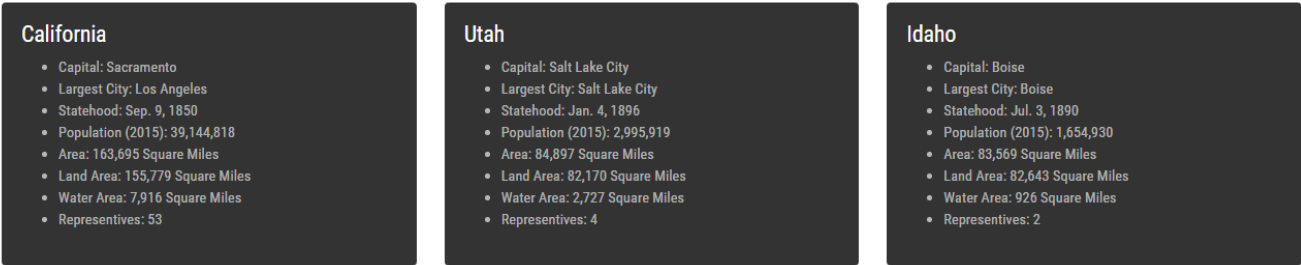 California
Capital: Sacramento
Largest City: Los Angeles
Statehood: Sep. 9, 1850
Population (2015): 39,144,818
Area: 163,695 Square Miles
Land Area: 155,779 Square Miles
Water Area: 7,916 Square Miles
Representives: 53
Utah
Capital: Salt Lake City
Largest City: Salt Lake City
Statehood: Jan. 4, 1896
Population (2015): 2,995,919
Area: 84,897 Square Miles
Land Area: 82,170 Square Miles
Water Area: 2,727 Square Miles
Representives: 4
Idaho
Capital: Boise
Largest City: Boise
Statehood: Jul. 3, 1890
Population (2015): 1,654,930
Area: 83,569 Square Miles
Land Area: 82,643 Square Miles
Water Area: 926 Square Miles
Representives: 2